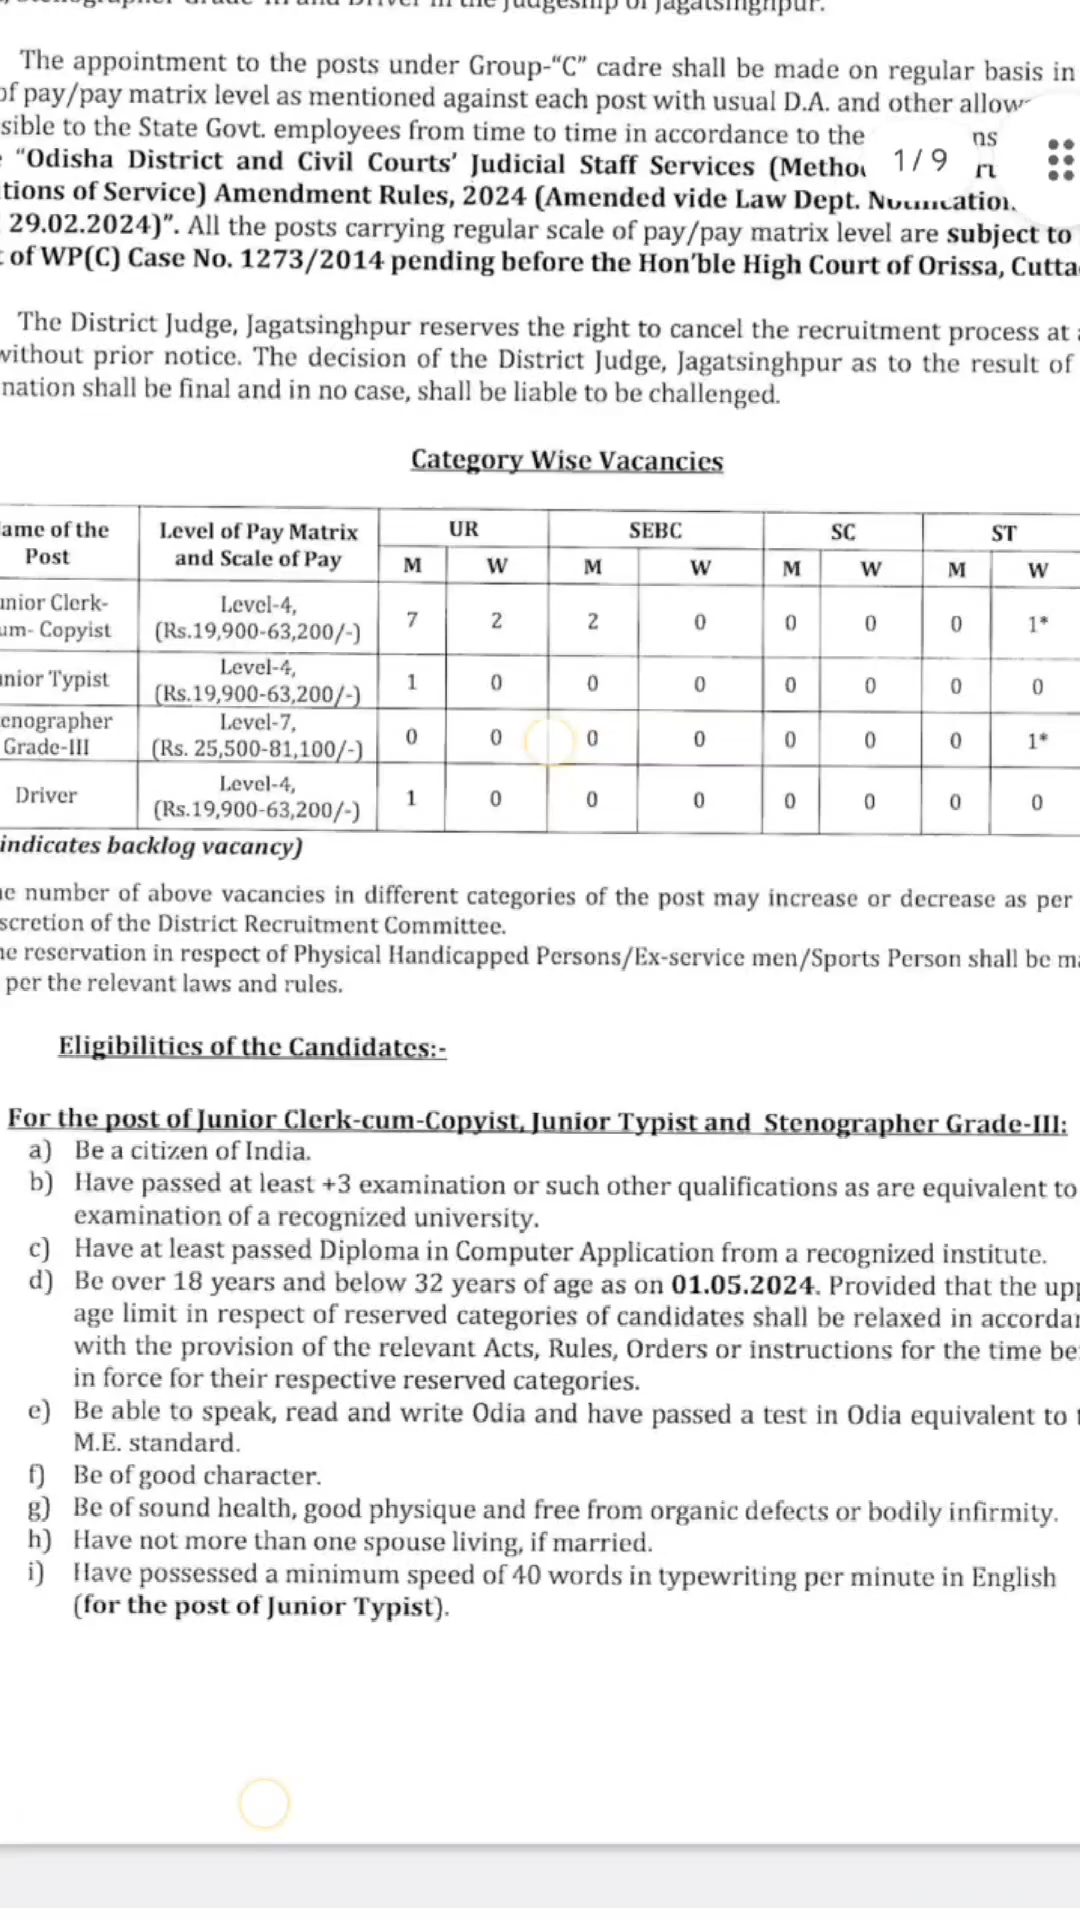 The appointment to the posts under Group-“C” cadre shall be made on regular basis in
of pay/pay matrix level as mentioned against each post with usual D.A. and other
to the State Govt. employees from time to time in accordance to the
“Odisha District and Civil Courts’ Judicial Staff Services
of Service) Amendment Rules, 2024 (Amended vide Law Dept.
29.02.2024)”. All the posts carrying regular scale of pay/pay matrix level are subject to
of WP(C) Case No. 1273/2014 pending before the Hon’ble High Court of Orissa,
The District Judge, Jagatsinghpur reserves the right to cancel the recruitment process at
without prior notice. The decision of the District Judge, Jagatsinghpur as to the result of
shall be final and in no case, shall be liable to be challenged.
1/9
Category Wise Vacancies
of the Level of Pay Matrix UR SEBC SC ST
Post and Scale of Pay M W M W M W M W
Clerk- Level-4,
Copyist (Rs.19,900-63,200/-) 7 2 2 0 0 0 0 1*
Typist Level-4,
(Rs.19,900-63,200/-) 1 0 0 0 0 0 0 0
Level-7,
Grade-III (Rs. 25,500-81,100/-) 0 0 0 0 0 0 0 1*
Driver Level-4,
(Rs.19,900-63,200/-) 1 0 0 0 0 0 0 0
indicates backlog vacancy)
number of above vacancies in different categories of the post may increase or decrease as per
of the District Recruitment Committee.
reservation in respect of Physical Handicapped Persons/Ex-service men/Sports Person shall be
per the relevant laws and rules.
Eligibilities of the Candidates:-
For the post of Junior Clerk-cum-Copyist, Junior Typist and Stenographer Grade-III:
a) Be a citizen of India.
b) Have passed at least +3 examination or such other qualifications as are equivalent to
examination of a recognized university.
c) Have at least passed Diploma in Computer Application from a recognized institute.
d) Be over 18 years and below 32 years of age as on 01.05.2024. Provided that the
age limit in respect of reserved categories of candidates shall be relaxed in
with the provision of the relevant Acts, Rules, Orders or instructions for the time
in force for their respective reserved categories.
e) Be able to speak, read and write Odia and have passed a test in Odia equivalent to
M.E. standard.
f) Be of good character.
g) Be of sound health, good physique and free from organic defects or bodily infirmity.
h) Have not more than one spouse living, if married.
i) Have possessed a minimum speed of 40 words in typewriting per minute in English
(for the post of Junior Typist).